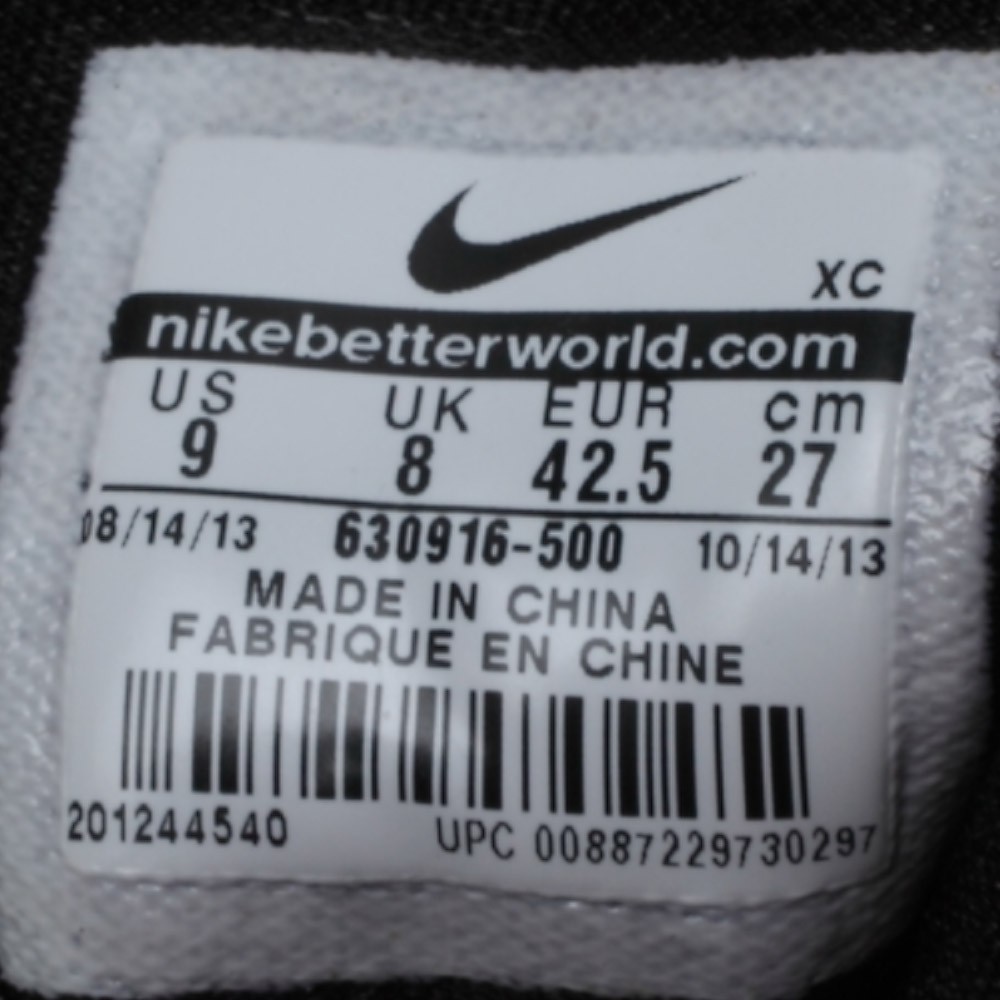 XC
nikebetterworld.com
US UK EUR cm
9 8 42.5 27
08/14/13 630916-500 10/14/13
MADE IN CHINA
FABRIQUE EN CHINE
201244540 UPC 00887229730297